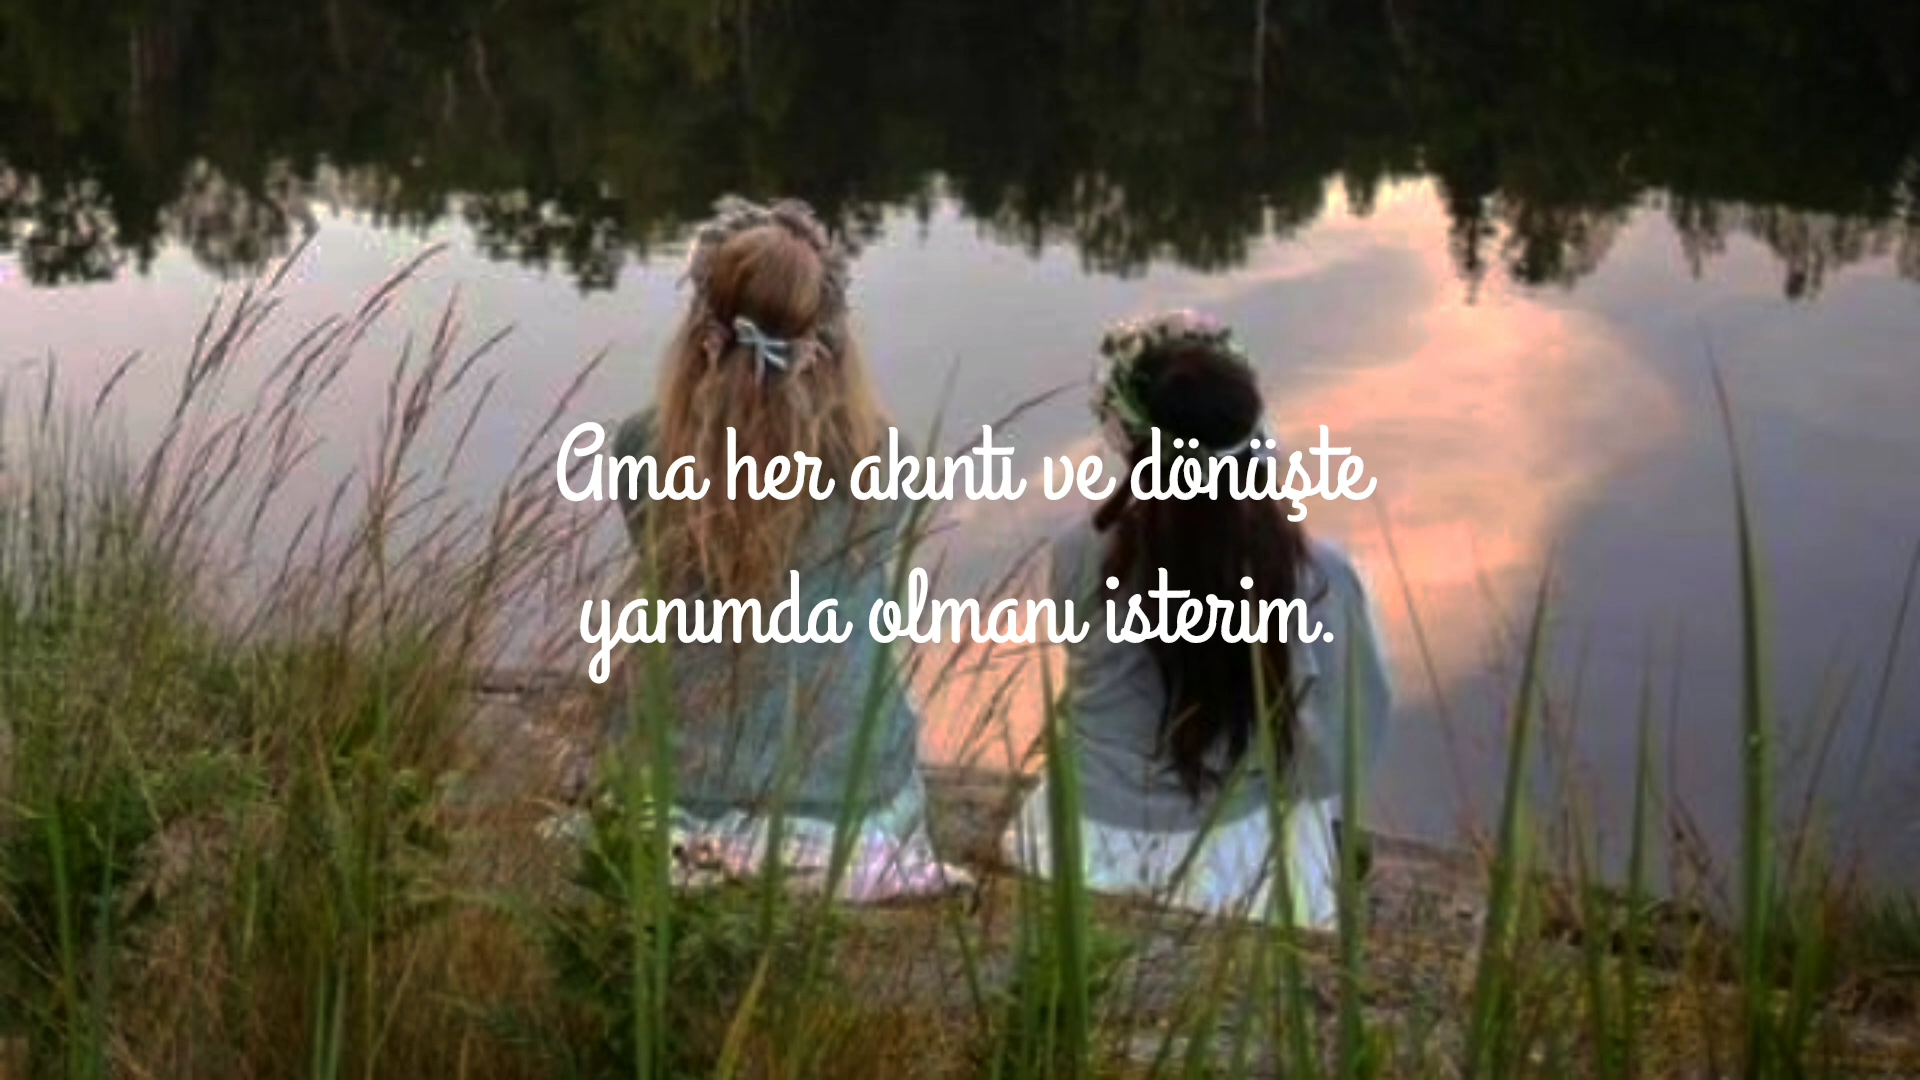 Ama her akıntı ve dönüşte
yanımda olmanı isterim.